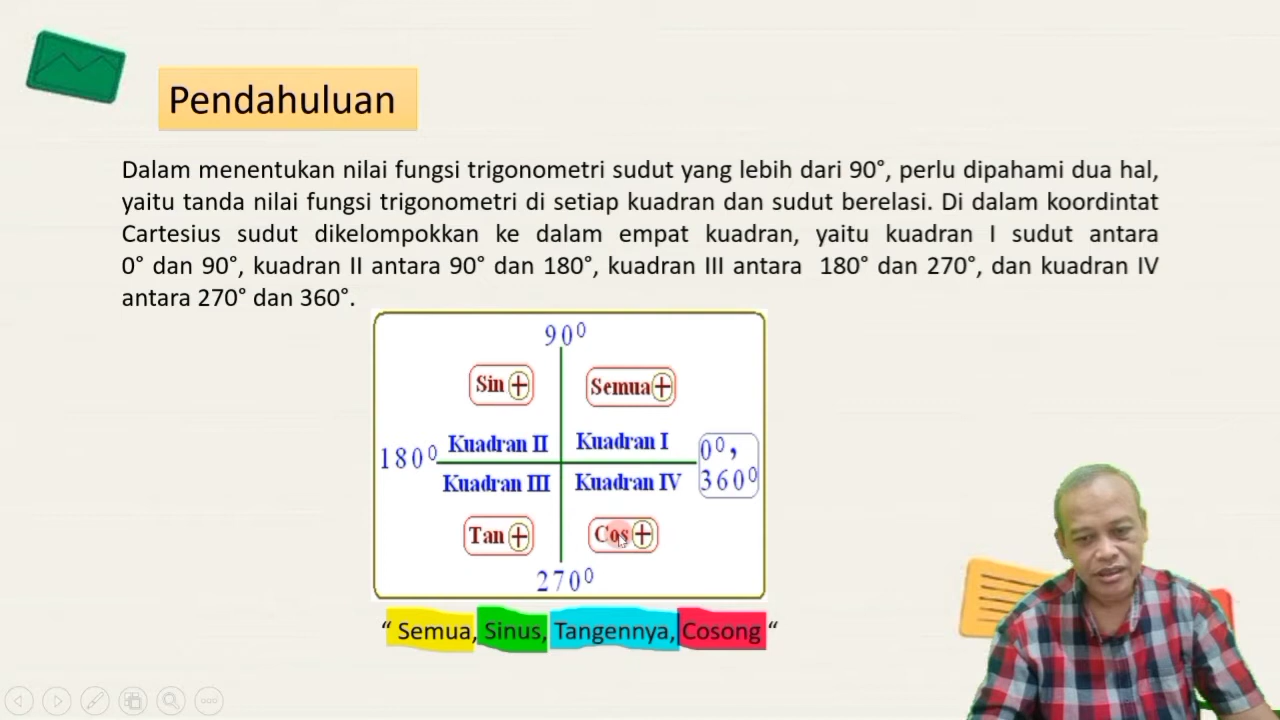 Pendahuluan
Dalam menentukan nilai fungsi trigonometri sudut yang lebih dari 90°, perlu dipahami dua hal,
yaitu tanda nilai fungsi trigonometri di setiap kuadran dan sudut berelasi. Di dalam koordintat
Cartesius sudut dikelompokkan ke dalam empat kuadran, yaitu kuadran I sudut antara
0° dan 90°, kuadran II antara 90° dan 180°, kuadran III antara 180° dan 270°, dan kuadran IV
antara 270° dan 360°.
90⁰
Sin +
Semua +
Kuadran II
Kuadran I
180⁰
0⁰,
360⁰
Kuadran III
Kuadran IV
Tan +
Cos +
270⁰
“ Semua, Sinus, Tangennya, Cosong “